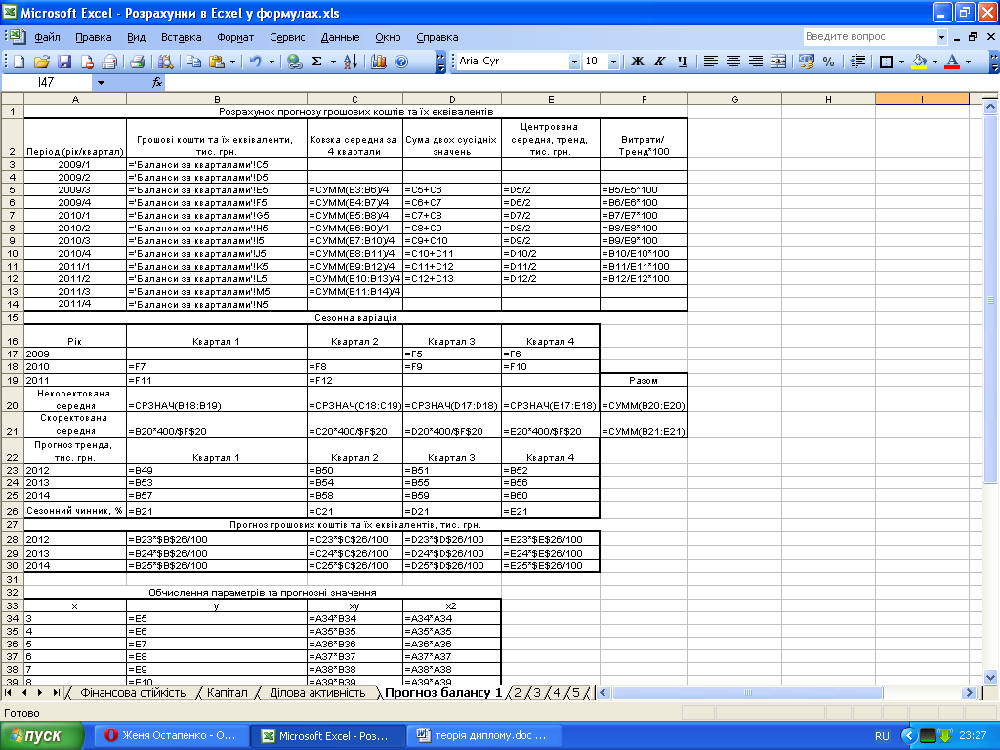 Microsoft Excel - Розрахунки в Ecxel у формулах.xls
Файл Правка Вид Вставка Формат Сервис Данные Окно Справка Введите вопрос
Arial Cyr 10 Ж К Ч
I47 fx
A B C D E F G H I
1 Розрахунок прогнозу грошових коштів та їх еквівалентів
2 Період (рік/квартал) Грошові кошти та їх еквіваленти, тис. грн. Ковзка середня за 4 квартали Сума двох сусідніх значень Центрована середня, тренд, тис. грн. Витрати/ Тренд*100
3 2009/1 ='Баланси за кварталами'!C5
4 2009/2 ='Баланси за кварталами'!D5
5 2009/3 ='Баланси за кварталами'!E5 =СУММ(B3:B6)/4 =C5+C6 =D5/2 =B5/E5*100
6 2009/4 ='Баланси за кварталами'!F5 =СУММ(B4:B7)/4 =C6+C7 =D6/2 =B6/E6*100
7 2010/1 ='Баланси за кварталами'!G5 =СУММ(B5:B8)/4 =C7+C8 =D7/2 =B7/E7*100
8 2010/2 ='Баланси за кварталами'!H5 =СУММ(B6:B9)/4 =C8+C9 =D8/2 =B8/E8*100
9 2010/3 ='Баланси за кварталами'!I5 =СУММ(B7:B10)/4 =C9+C10 =D9/2 =B9/E9*100
10 2010/4 ='Баланси за кварталами'!J5 =СУММ(B8:B11)/4 =C10+C11 =D10/2 =B10/E10*100
11 2011/1 ='Баланси за кварталами'!K5 =СУММ(B9:B12)/4 =C11+C12 =D11/2 =B11/E11*100
12 2011/2 ='Баланси за кварталами'!L5 =СУММ(B10:B13)/4 =C12+C13 =D12/2 =B12/E12*100
13 2011/3 ='Баланси за кварталами'!M5 =СУММ(B11:B14)/4
14 2011/4 ='Баланси за кварталами'!N5
15 Сезонна варіація
16 Рік Квартал 1 Квартал 2 Квартал 3 Квартал 4
17 2009 =F5 =F6
18 2010 =F7 =F8 =F9 =F10
19 2011 =F11 =F12 Разом
20 Некоректована середня =СРЗНАЧ(B18:B19) =СРЗНАЧ(C18:C19) =СРЗНАЧ(D17:D18) =СРЗНАЧ(E17:E18) =СУММ(B20:E20)
21 Скоректована середня =B20*400/$F$20 =C20*400/$F$20 =D20*400/$F$20 =E20*400/$F$20 =СУММ(B21:E21)
22 Прогноз тренда, тис. грн. Квартал 1 Квартал 2 Квартал 3 Квартал 4
23 2012 =B49 =B50 =B51 =B52
24 2013 =B53 =B54 =B55 =B56
25 2014 =B57 =B58 =B59 =B60
26 Сезонний чинник, % =B21 =C21 =D21 =E21
27 Прогноз грошових коштів та їх еквівалентів, тис. грн.
28 2012 =B23*$B$26/100 =C23*$C$26/100 =D23*$D$26/100 =E23*$E$26/100
29 2013 =B24*$B$26/100 =C24*$C$26/100 =D24*$D$26/100 =E24*$E$26/100
30 2014 =B25*$B$26/100 =C25*$C$26/100 =D25*$D$26/100 =E25*$E$26/100
31
32 Обчислення параметрів та прогнозні значення
33 x y xy x2
34 3 =E5 =A34*B34 =A34*A34
35 4 =E6 =A35*B35 =A35*A35
36 5 =E7 =A36*B36 =A36*A36
37 6 =E8 =A37*B37 =A37*A37
38 7 =E9 =A38*B38 =A38*A38
39 8 =E10 =A39*B39 =A39*A39
Фінансова стійкість Капітал Ділова активність Прогноз балансу 1 2 3 4 5
Готово
пуск Женя Остапенко - О... Microsoft Excel - Роз... теорія диплому.doc ... RU 23:27